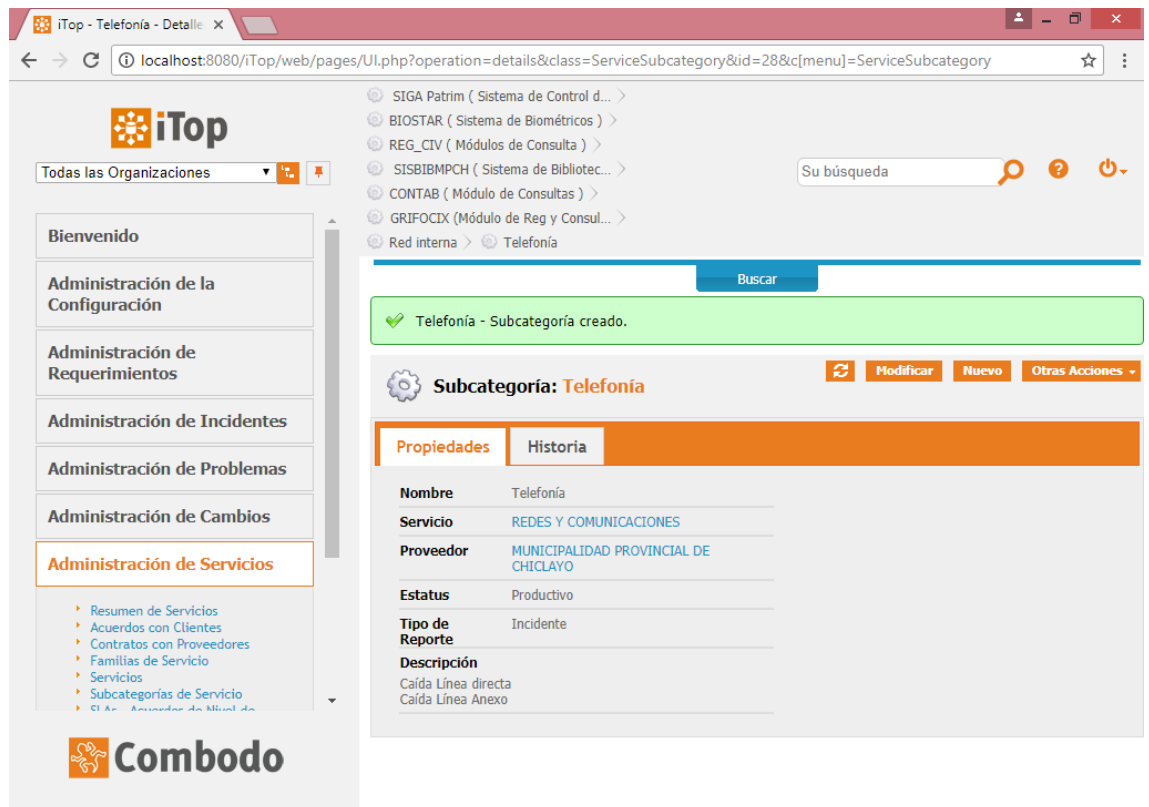 iTop - Telefonía - Detalle
localhost:8080/iTop/web/pages/UI.php?operation=details&class=ServiceSubcategory&id=28&c[menu]=ServiceSubcategory
iTop
Todas las Organizaciones
Bienvenido
Administración de la
Configuración
Administración de
Requerimientos
Administración de Incidentes
Administración de Problemas
Administración de Cambios
Administración de Servicios
Resumen de Servicios
Acuerdos con Clientes
Contratos con Proveedores
Familias de Servicio
Servicios
Subcategorías de Servicio
SLAs - Acuerdos de Nivel de
Combodo
SIGA Patrim ( Sistema de Control d... >
BIOSTAR ( Sistema de Biométricos ) >
REG_CIV ( Módulos de Consulta ) >
SISBIBMPCH ( Sistema de Bibliotec... >
CONTAB ( Módulo de Consultas ) >
GRIFOCIX (Módulo de Reg y Consul... >
Red interna > Telefonía
Su búsqueda
Buscar
Telefonía - Subcategoría creado.
Subcategoría: Telefonía
Modificar Nuevo Otras Acciones
Propiedades Historia
Nombre Telefonía
Servicio REDES Y COMUNICACIONES
Proveedor MUNICIPALIDAD PROVINCIAL DE
CHICLAYO
Estatus Productivo
Tipo de Incidente
Reporte
Descripción
Caída Línea directa
Caída Línea Anexo